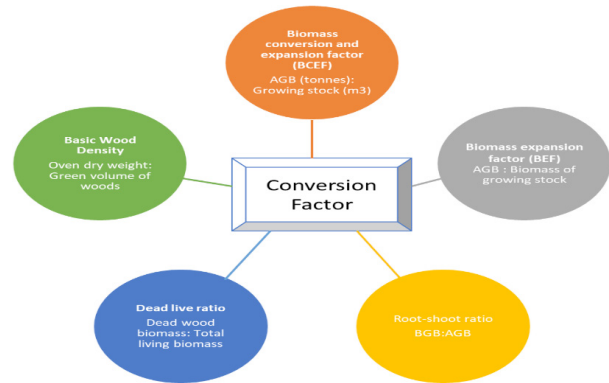 Biomass
conversion and
expansion factor
(BCEF)
AGB (tonnes):
Growing stock (m3)
Basic Wood
Density
Oven dry weight:
Green volume of
woods
Biomass expansion
factor (BEF)
AGB : Biomass of
growing stock
Conversion
Factor
Dead live ratio
Dead wood
biomass: Total
living biomass
Root-shoot ratio
BGB:AGB